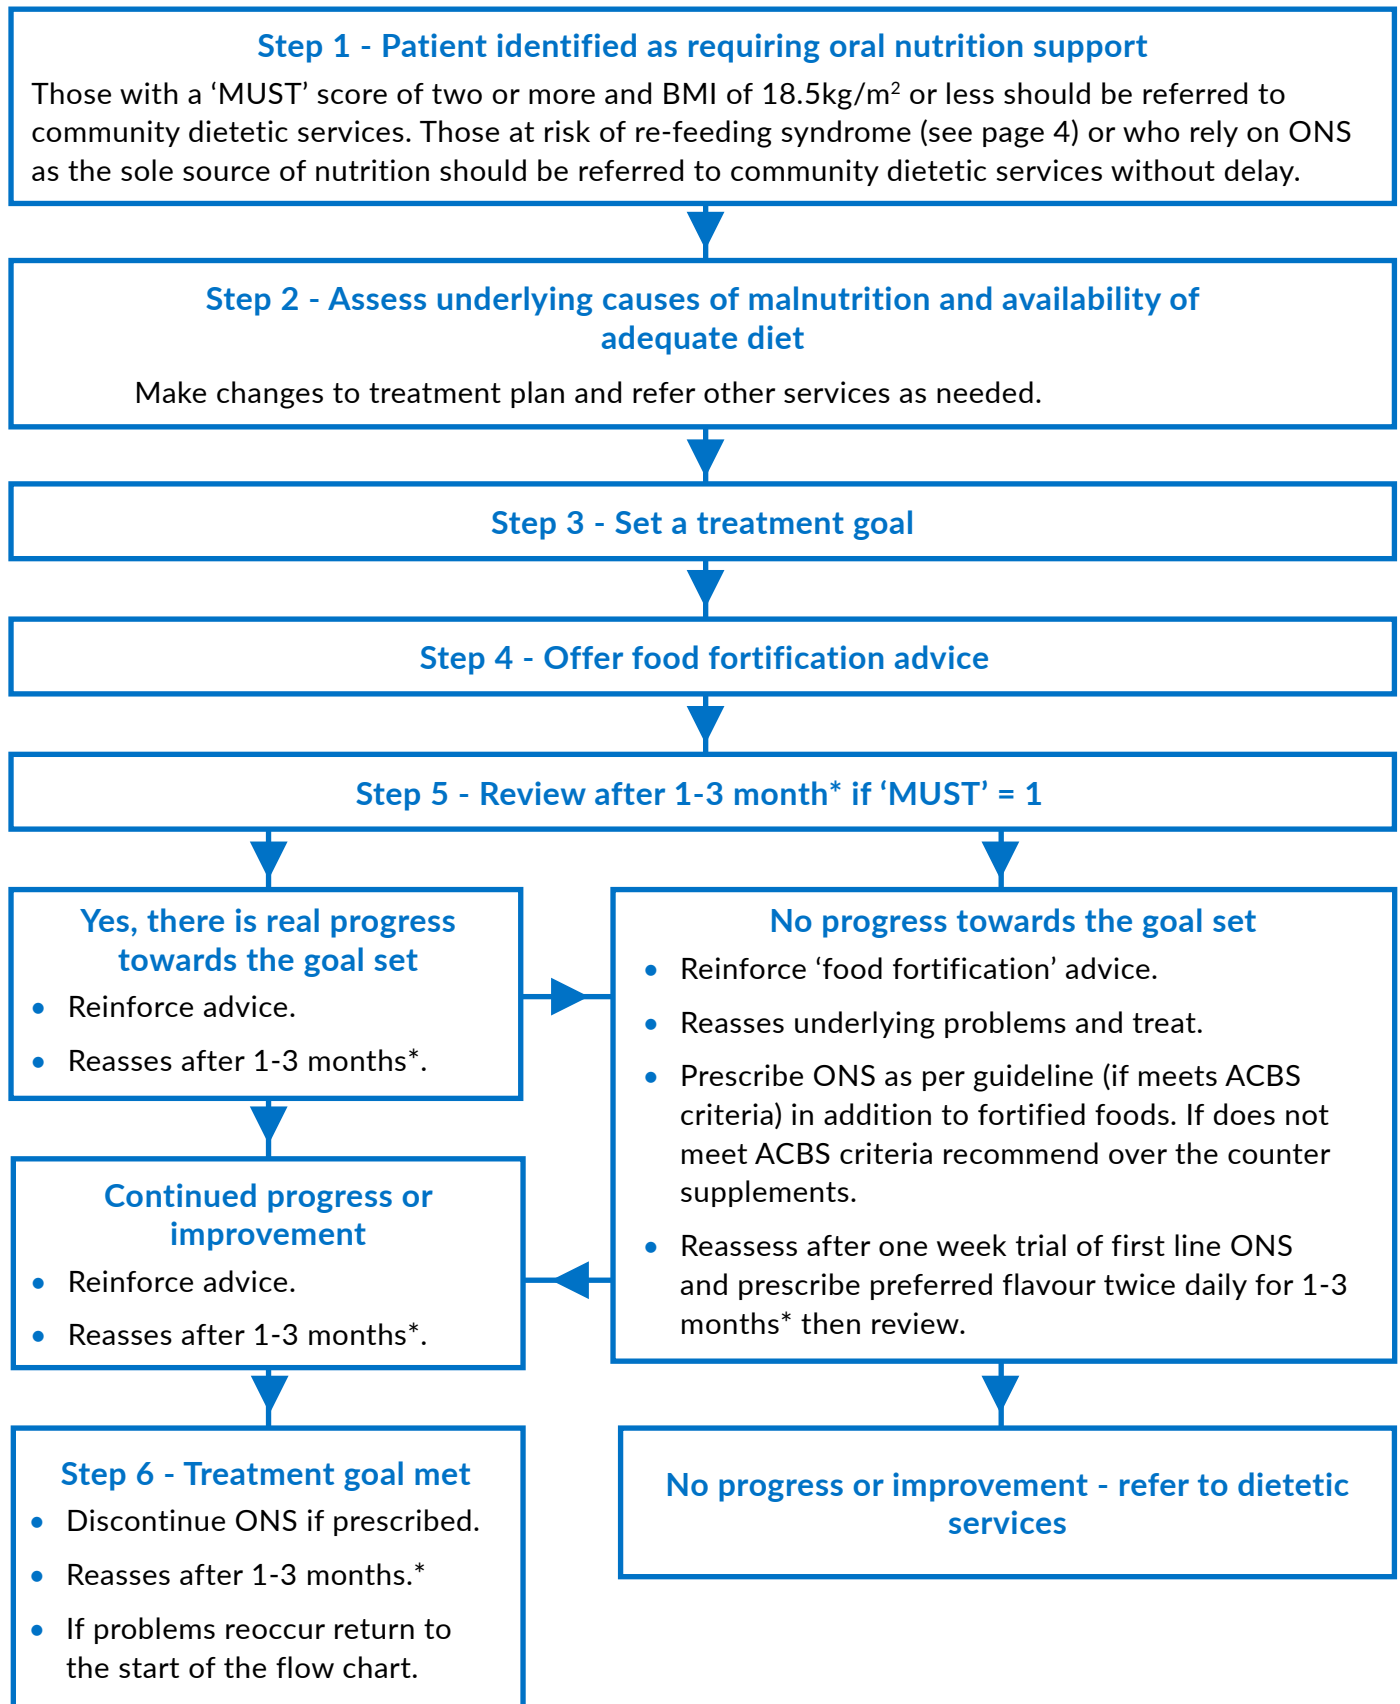 Step 1 - Patient identified as requiring oral nutrition support
Those with a ‘MUST’ score of two or more and BMI of 18.5kg/m² or less should be referred to
community dietetic services. Those at risk of re-feeding syndrome (see page 4) or who rely on ONS
as the sole source of nutrition should be referred to community dietetic services without delay.
Step 2 - Assess underlying causes of malnutrition and availability of
adequate diet
Make changes to treatment plan and refer other services as needed.
Step 3 - Set a treatment goal
Step 4 - Offer food fortification advice
Step 5 - Review after 1-3 month* if ‘MUST’ = 1
Yes, there is real progress
towards the goal set
• Reinforce advice.
• Reasses after 1-3 months*.
No progress towards the goal set
• Reinforce ‘food fortification’ advice.
• Reasses underlying problems and treat.
• Prescribe ONS as per guideline (if meets ACBS
criteria) in addition to fortified foods. If does not
meet ACBS criteria recommend over the counter
supplements.
• Reassess after one week trial of first line ONS
and prescribe preferred flavour twice daily for 1-3
months* then review.
Continued progress or
improvement
• Reinforce advice.
• Reasses after 1-3 months*.
Step 6 - Treatment goal met
• Discontinue ONS if prescribed.
• Reasses after 1-3 months.*
• If problems reoccur return to
the start of the flow chart.
No progress or improvement - refer to dietetic
services